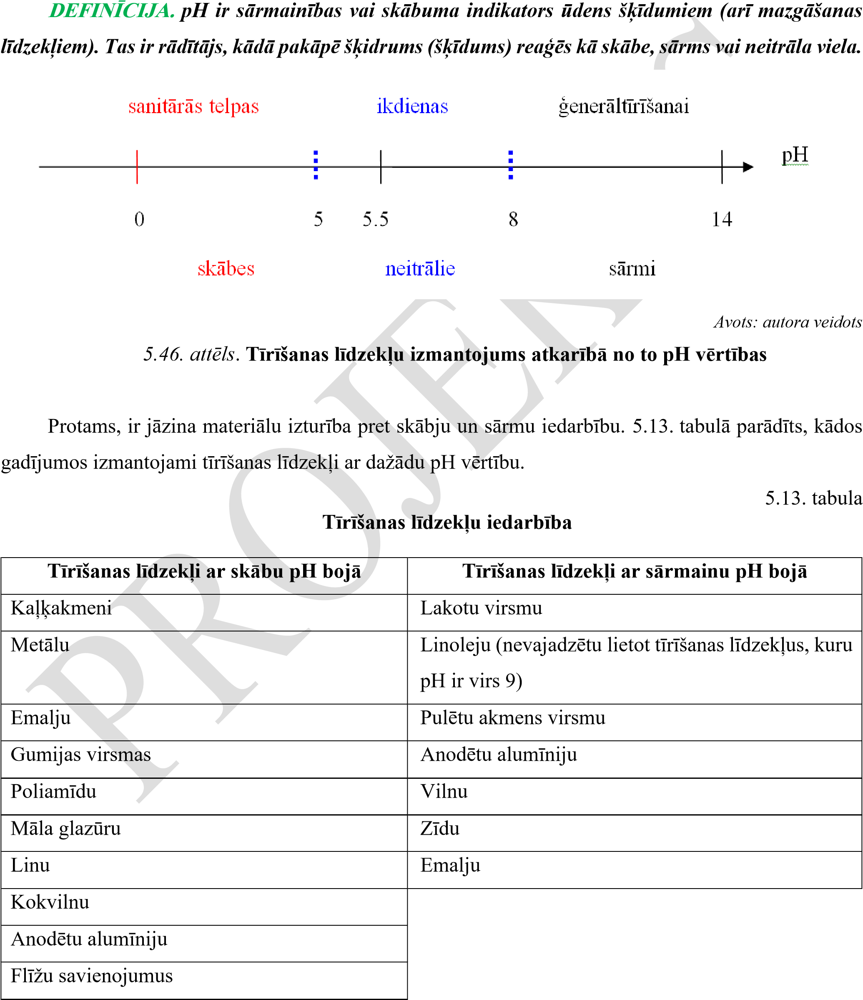 DEFINĪCIJA. pH ir sārmainības vai skābuma indikators ūdens šķīdumiem (arī mazgāšanas
līdzekļiem). Tas ir rādītājs, kādā pakāpē šķidrums (šķīdums) reaģēs kā skābe, sārms vai neitrāla viela.
sanitārās telpas ikdienas ģenerāltīrīšanai
pH
0 5 5.5 8 14
skābes neitrālie sārmi
Avots: autora veidots
5.46. attēls. Tīrīšanas līdzekļu izmantojums atkarībā no to pH vērtības
Protams, ir jāzina materiālu izturība pret skābju un sārmu iedarbību. 5.13. tabulā parādīts, kādos
gadījumos izmantojami tīrīšanas līdzekļi ar dažādu pH vērtību.
5.13. tabula
Tīrīšanas līdzekļu iedarbība
Tīrīšanas līdzekļi ar skābu pH bojā Tīrīšanas līdzekļi ar sārmainu pH bojā
Kaļķakmeni Lakotu virsmu
Metālu Linoleju (nevajadzētu lietot tīrīšanas līdzekļus, kuru
pH ir virs 9)
Emalju Pulētu akmens virsmu
Gumijas virsmas Anodētu alumīniju
Poliamīdu Vilnu
Māla glazūru Zīdu
Linu Emalju
Kokvilnu
Anodētu alumīniju
Flīžu savienojumus